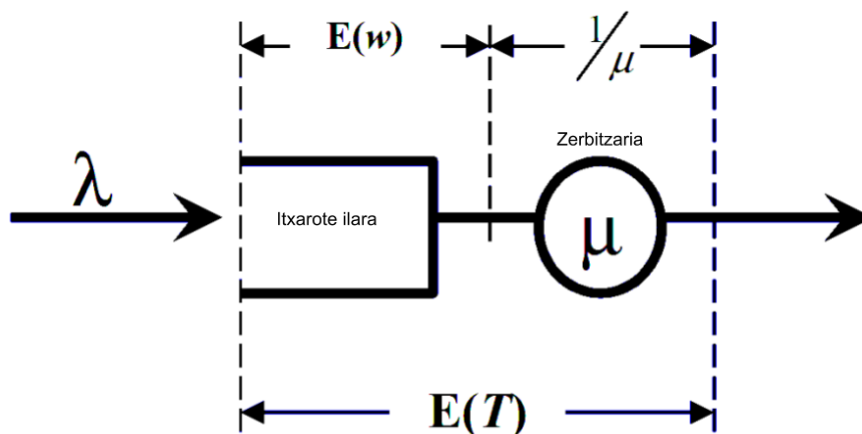 E(w)
1/μ
Zerbitzaria
λ
Itxarote ilara
μ
E(T)